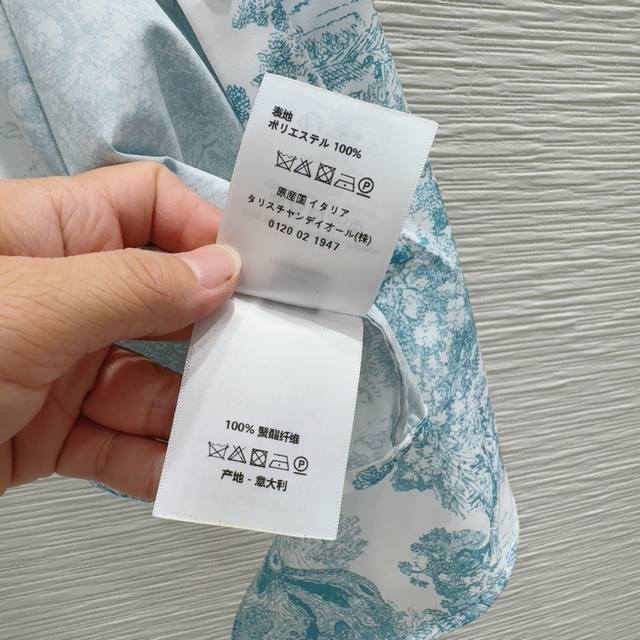 表地
ポリエステル 100%
原産国 イタリア
タリスチャンディオール(株)
0120 02 1947
100% 聚酯纤维
产地 - 意大利